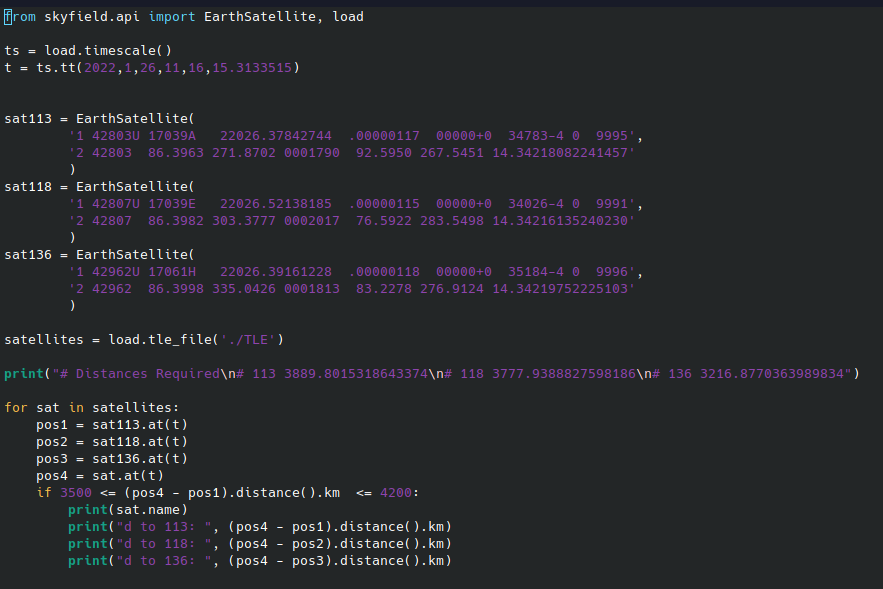 from skyfield.api import EarthSatellite, load

ts = load.timescale()
t = ts.tt(2022,1,26,11,16,15.3133515)


sat113 = EarthSatellite(
        '1 42803U 17039A   22026.37842744  .00000117  00000+0  34783-4 0  9995',
        '2 42803  86.3963 271.8702 0001790  92.5950 267.5451 14.34218082241457'
        )
sat118 = EarthSatellite(
        '1 42807U 17039E   22026.52138185  .00000115  00000+0  34026-4 0  9991',
        '2 42807  86.3982 303.3777 0002017  76.5922 283.5498 14.34216135240230'
        )
sat136 = EarthSatellite(
        '1 42962U 17061H   22026.39161228  .00000118  00000+0  35184-4 0  9996',
        '2 42962  86.3998 335.0426 0001813  83.2278 276.9124 14.34219752225103'
        )

satellites = load.tle_file('./TLE')

print("# Distances Required\n# 113 3889.8015318643374\n# 118 3777.9388827598186\n# 136 3216.8770363989834")

for sat in satellites:
    pos1 = sat113.at(t)
    pos2 = sat118.at(t)
    pos3 = sat136.at(t)
    pos4 = sat.at(t)
    if 3500 <= (pos4 - pos1).distance().km  <= 4200:
        print(sat.name)
        print("d to 113: ", (pos4 - pos1).distance().km)
        print("d to 118: ", (pos4 - pos2).distance().km)
        print("d to 136: ", (pos4 - pos3).distance().km)